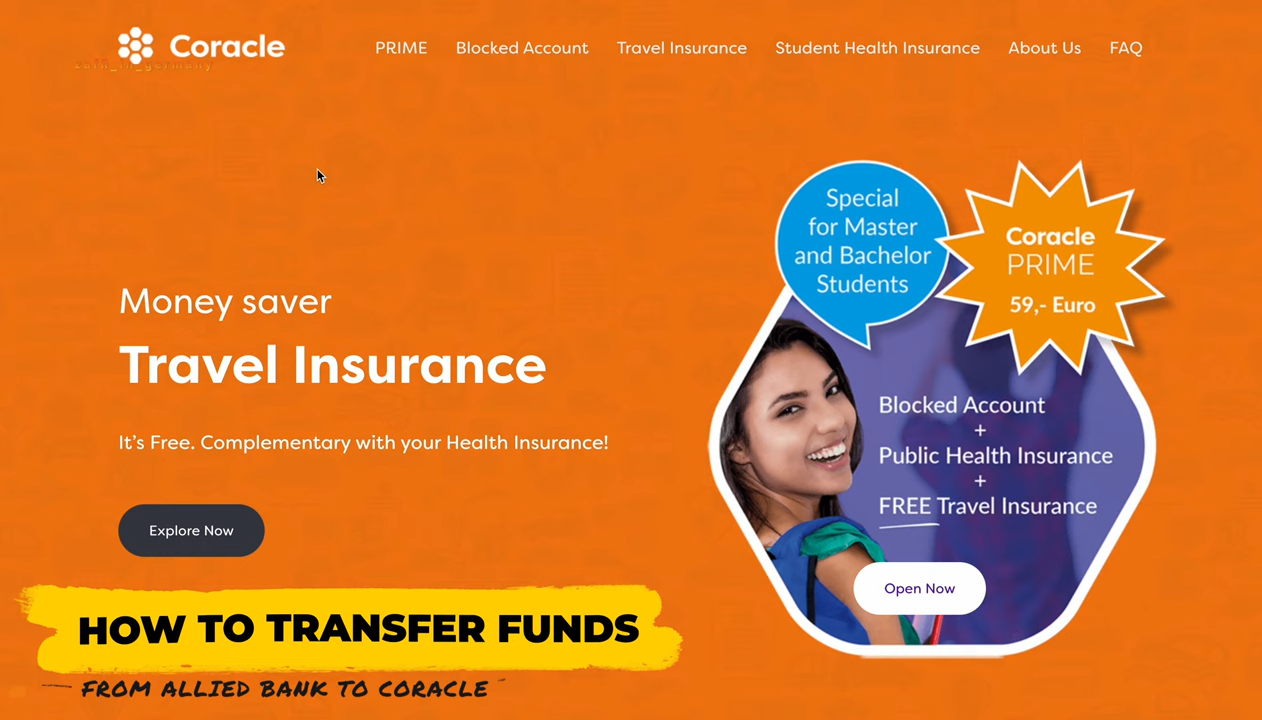 Coracle
PRIME
Blocked Account
Travel Insurance
Student Health Insurance
About Us
FAQ
Special
for Master
and Bachelor
Students
Coracle
PRIME
59,- Euro
Money saver
Travel Insurance
It's Free. Complementary with your Health Insurance!
Explore Now
Blocked Account
+
Public Health Insurance
+
FREE Travel Insurance
Open Now
HOW TO TRANSFER FUNDS
FROM ALLIED BANK TO CORACLE